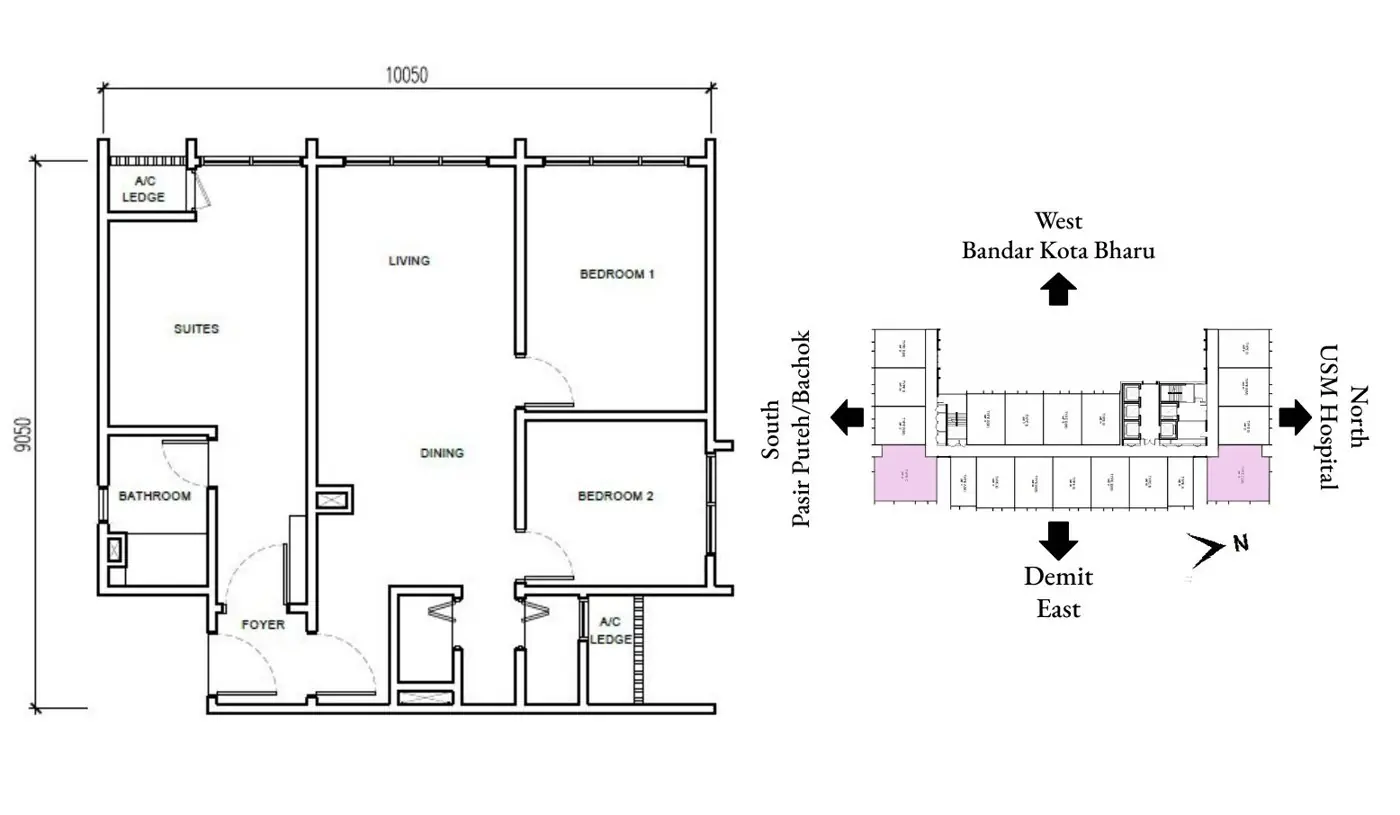 10050
9050
A/C
LEDGE
LIVING
BEDROOM 1
SUITES
DINING
BATHROOM
BEDROOM 2
FOYER
A/C
LEDGE
West
Bandar Kota Bharu
South
Pasir Puteh/Bachok
North
USM Hospital
N
Demit
East